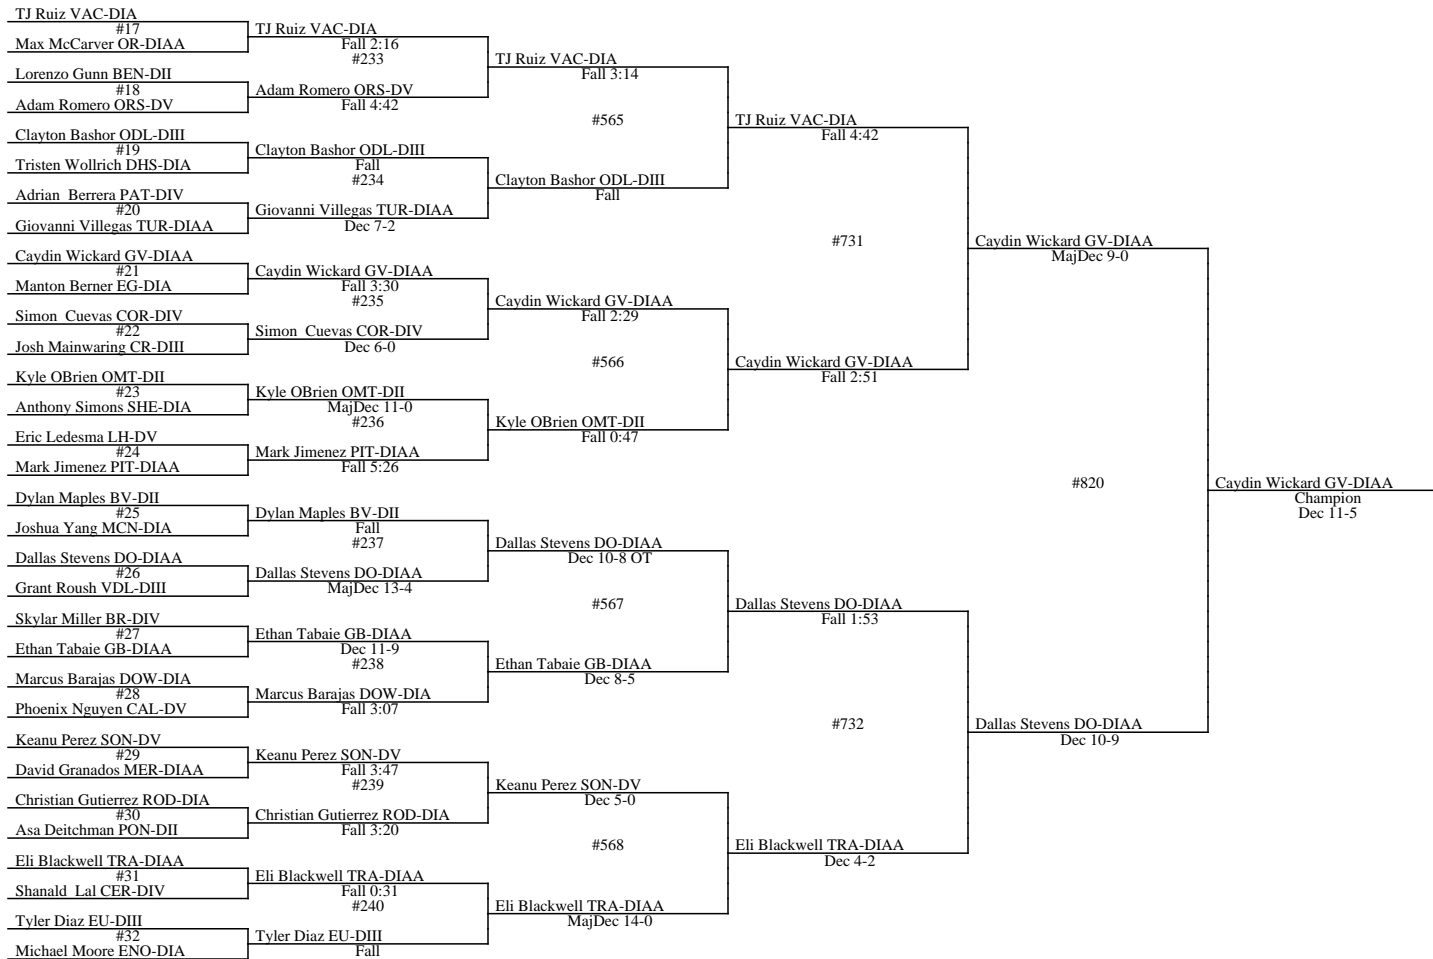 TJ Ruiz VAC-DIA
#17
Max McCarver OR-DIAA
Lorenzo Gunn BEN-DII
#18
Adam Romero ORS-DV
Clayton Bashor ODL-DIII
#19
Tristen Wollrich DHS-DIA
Adrian  Berrera PAT-DIV
#20
Giovanni Villegas TUR-DIAA
Caydin Wickard GV-DIAA
#21
Manton Berner EG-DIA
Simon  Cuevas COR-DIV
#22
Josh Mainwaring CR-DIII
Kyle OBrien OMT-DII
#23
Anthony Simons SHE-DIA
Eric Ledesma LH-DV
#24
Mark Jimenez PIT-DIAA
Dylan Maples BV-DII
#25
Joshua Yang MCN-DIA
Dallas Stevens DO-DIAA
#26
Grant Roush VDL-DIII
Skylar Miller BR-DIV
#27
Ethan Tabaie GB-DIAA
Marcus Barajas DOW-DIA
#28
Phoenix Nguyen CAL-DV
Keanu Perez SON-DV
#29
David Granados MER-DIAA
Christian Gutierrez ROD-DIA
#30
Asa Deitchman PON-DII
Eli Blackwell TRA-DIAA
#31
Shanald  Lal CER-DIV
Tyler Diaz EU-DIII
#32
Michael Moore ENO-DIA
TJ Ruiz VAC-DIA
Fall 2:16
#233
Adam Romero ORS-DV
Fall 4:42
Clayton Bashor ODL-DIII
Fall
#234
Giovanni Villegas TUR-DIAA
Dec 7-2
Caydin Wickard GV-DIAA
Fall 3:30
#235
Simon  Cuevas COR-DIV
Dec 6-0
Kyle OBrien OMT-DII
MajDec 11-0
#236
Mark Jimenez PIT-DIAA
Fall 5:26
Dylan Maples BV-DII
Fall
#237
Dallas Stevens DO-DIAA
MajDec 13-4
Ethan Tabaie GB-DIAA
Dec 11-9
#238
Marcus Barajas DOW-DIA
Fall 3:07
Keanu Perez SON-DV
Fall 3:47
#239
Christian Gutierrez ROD-DIA
Fall 3:20
Eli Blackwell TRA-DIAA
Fall 0:31
#240
Tyler Diaz EU-DIII
Fall
TJ Ruiz VAC-DIA
Fall 3:14
#565
Clayton Bashor ODL-DIII
Fall
Caydin Wickard GV-DIAA
Fall 2:29
#566
Kyle OBrien OMT-DII
Fall 0:47
Dallas Stevens DO-DIAA
Dec 10-8 OT
#567
Ethan Tabaie GB-DIAA
Dec 8-5
Keanu Perez SON-DV
Dec 5-0
#568
Eli Blackwell TRA-DIAA
MajDec 14-0
TJ Ruiz VAC-DIA
Fall 4:42
#731
Caydin Wickard GV-DIAA
Fall 2:51
Dallas Stevens DO-DIAA
Fall 1:53
#732
Eli Blackwell TRA-DIAA
Dec 4-2
Caydin Wickard GV-DIAA
MajDec 9-0
#820
Dallas Stevens DO-DIAA
Dec 10-9
Caydin Wickard GV-DIAA
Champion
Dec 11-5